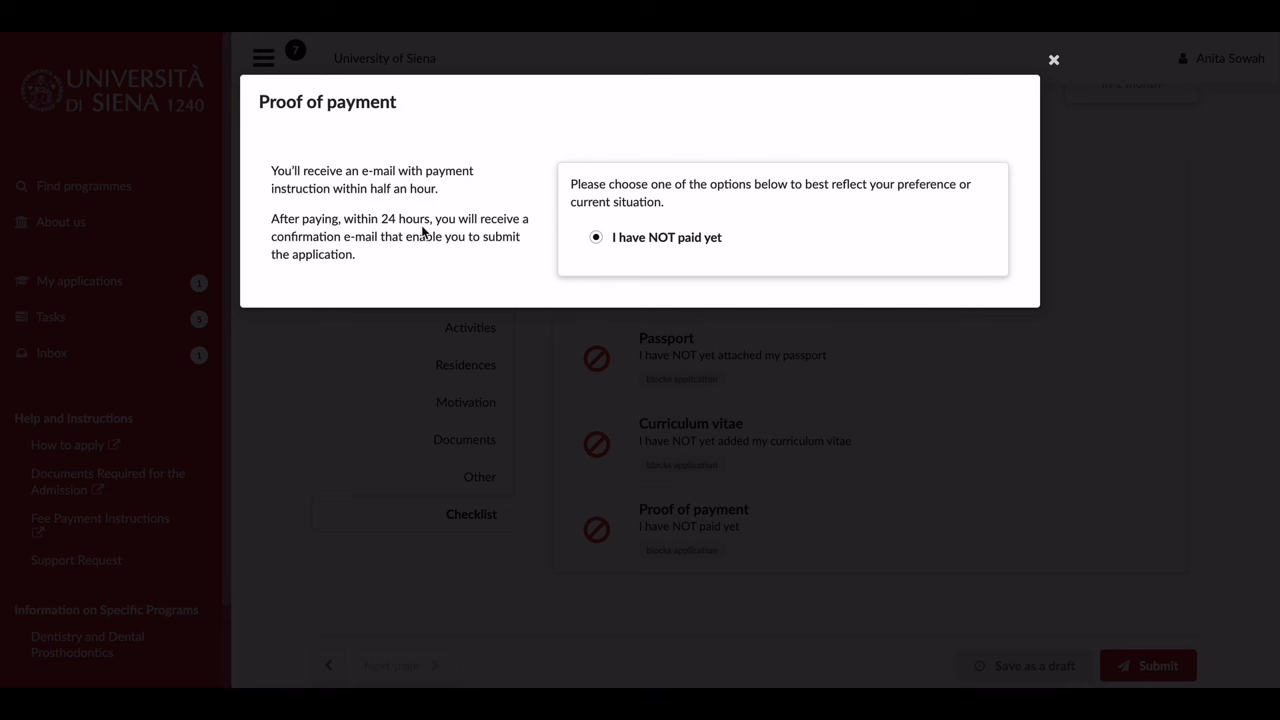 UNIVERSITÀ
DI SIENA 1240
7
University of Siena
Anita Sowah
Find programmes
About us
My applications
1
Tasks
5
Inbox
1
Help and Instructions
How to apply
Documents Required for the
Admission
Fee Payment Instructions
Support Request
Information on Specific Programs
Dentistry and Dental
Prosthodontics
Proof of payment
You'll receive an e-mail with payment
instruction within half an hour.
After paying, within 24 hours, you will receive a
confirmation e-mail that enable you to submit
the application.
Please choose one of the options below to best reflect your preference or
current situation.
I have NOT paid yet
Activities
Residences
Motivation
Documents
Other
Checklist
Passport
I have NOT yet attached my passport
blocks application
Curriculum vitae
I have NOT yet added my curriculum vitae
blocks application
Proof of payment
I have NOT paid yet
blocks application
Next page
Save as a draft
Submit